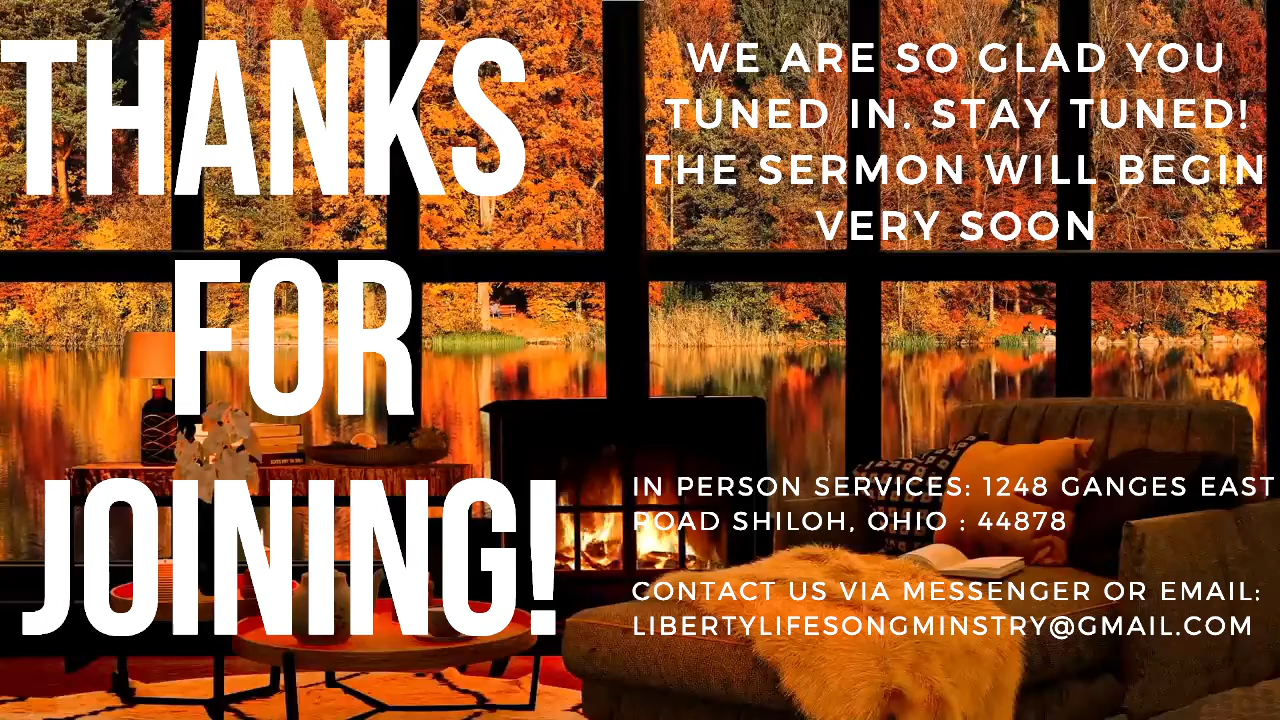 THANKS
FOR
JOINING!
WE ARE SO GLAD YOU
TUNED IN. STAY TUNED!
THE SERMON WILL BEGIN
VERY SOON
IN PERSON SERVICES: 1248 GANGES EAST
ROAD SHILOH, OHIO : 44878
CONTACT US VIA MESSENGER OR EMAIL:
LIBERTYLIFESONGMINSTRY@GMAIL.COM